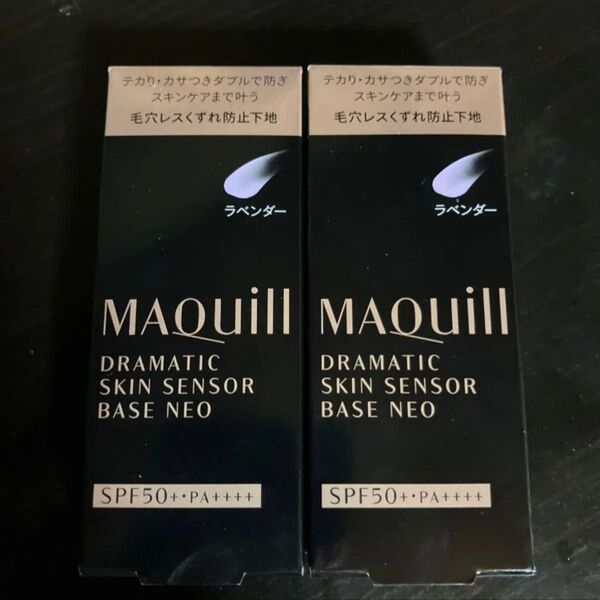 テカり・カサつきダブルで防ぎ
スキンケアまで叶う
毛穴レスくずれ防止下地
ラベンダー
MAQuill
DRAMATIC
SKIN SENSOR
BASE NEO
SPF50+・PA++++
テカり・カサつきダブルで防ぎ
スキンケアまで叶う
毛穴レスくずれ防止下地
ラベンダー
MAQuill
DRAMATIC
SKIN SENSOR
BASE NEO
SPF50+・PA++++